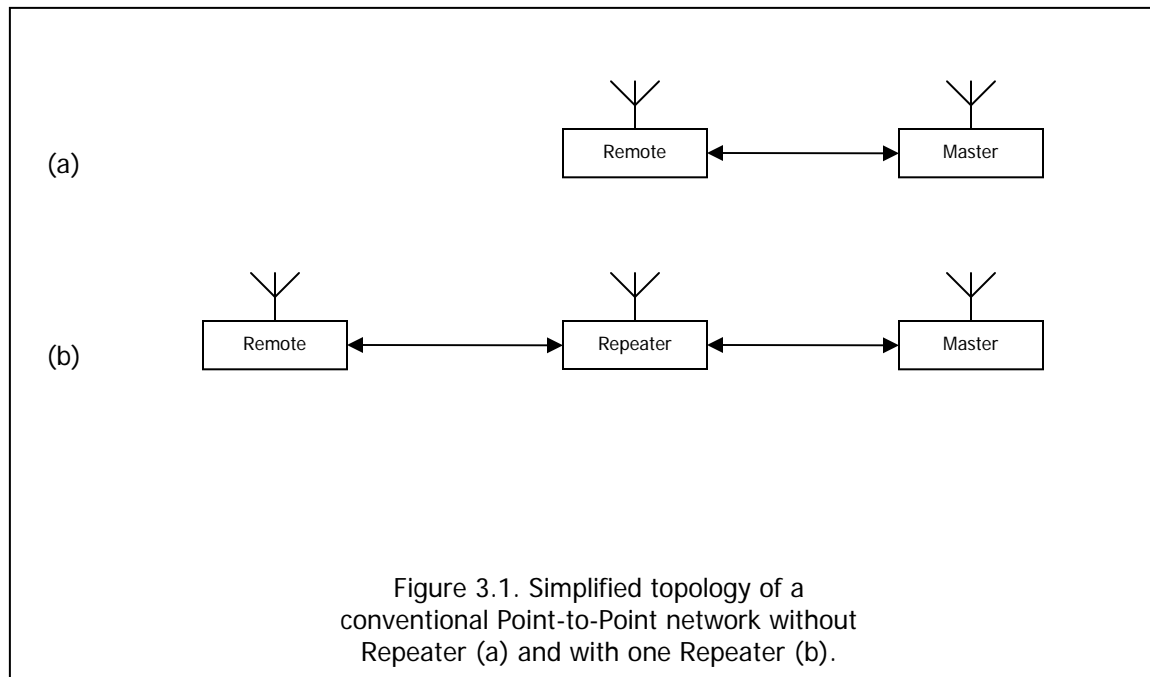 (a)
Remote
Master
(b)
Remote
Repeater
Master
Figure 3.1. Simplified topology of a
conventional Point-to-Point network without
Repeater (a) and with one Repeater (b).